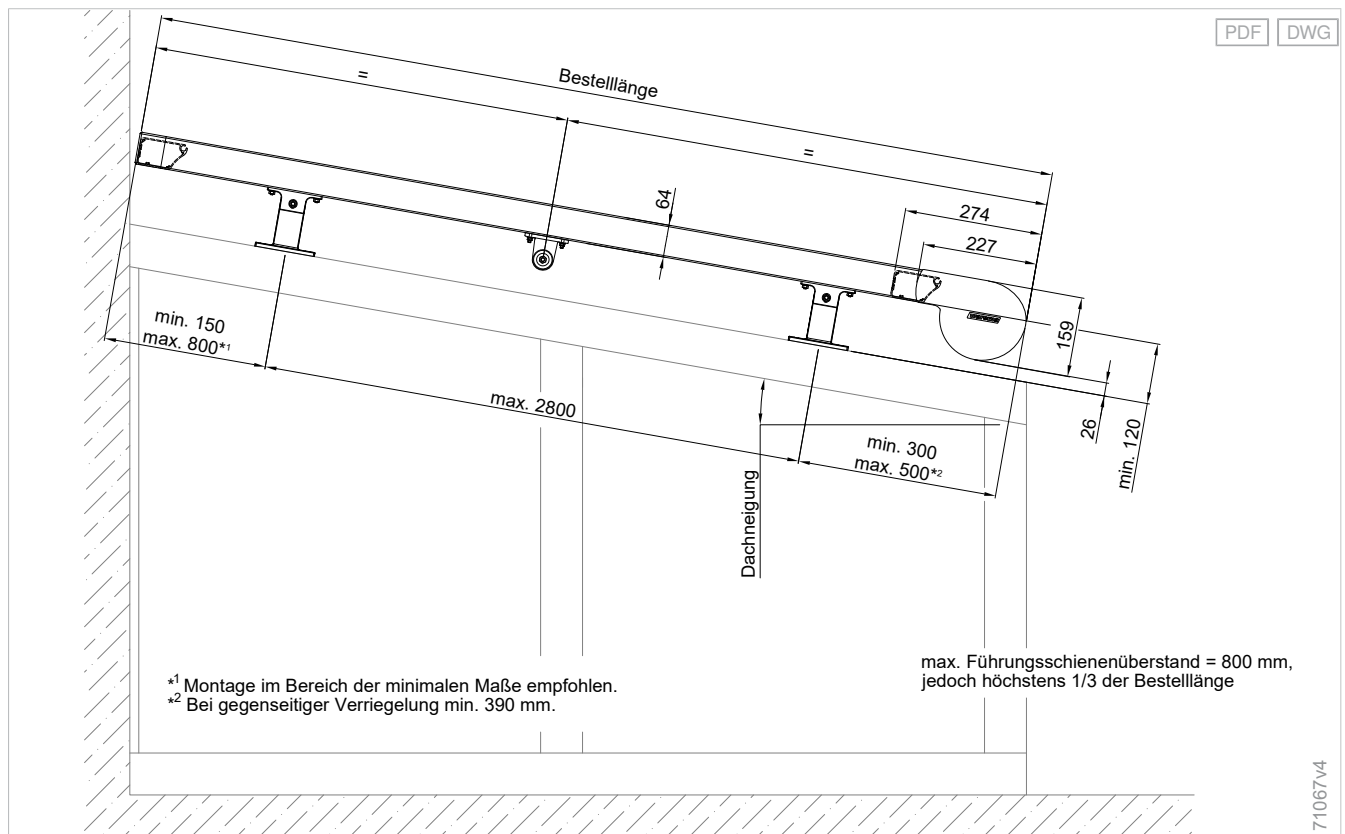 PDF DWG
Bestelllänge
=
=
64
274
227
159
26
min. 120
min. 150
max. 800*1
max. 2800
min. 300
max. 500*2
Dachneigung
*1 Montage im Bereich der minimalen Maße empfohlen.
*2 Bei gegenseitiger Verriegelung min. 390 mm.
max. Führungsschienenüberstand = 800 mm,
jedoch höchstens 1/3 der Bestelllänge
71067v4